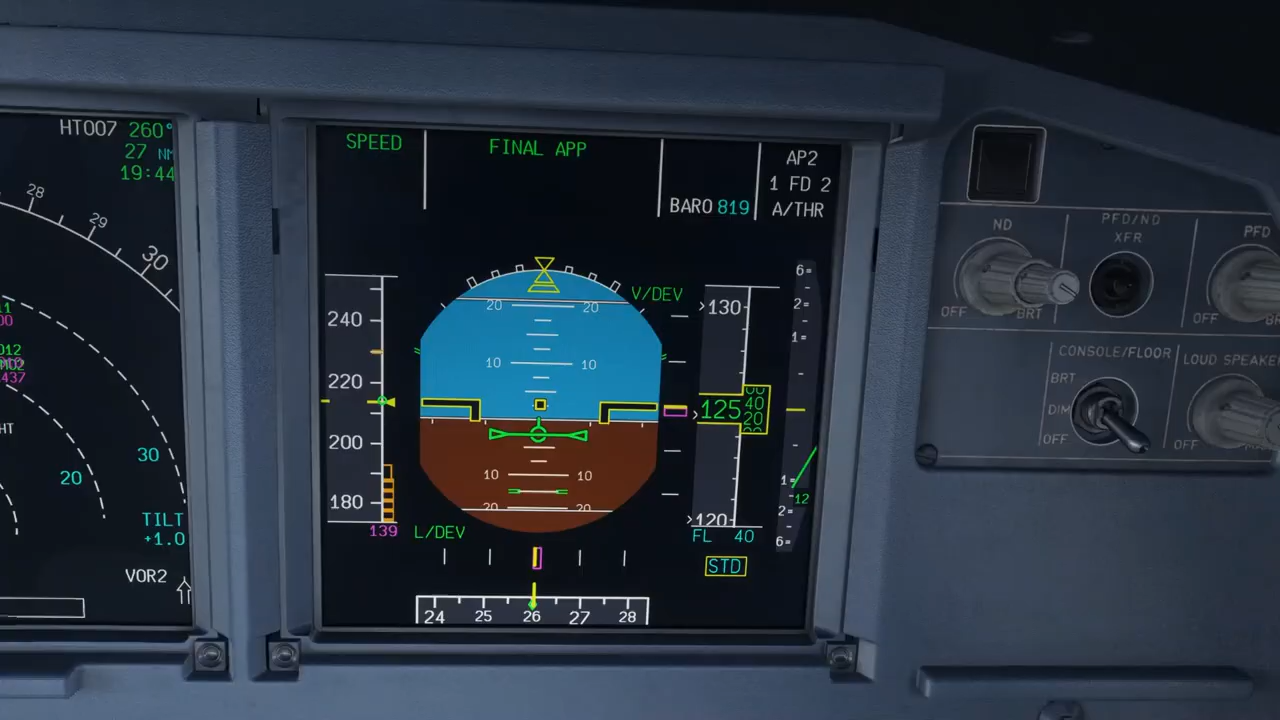 HT007 260°
27 NM
19:44
28
29
30
30
20
TILT
+1.0
VOR2
SPEED
FINAL APP
AP2
1 FD 2
BARO 819
A/THR
V/DEV
240
220
200
180
139
20 20
10 10
10 10
20 20
L/DEV
130
125
40
20
120
FL 40
STD
6
2
1
1
12
2
6
24 25 26 27 28
ND
PFD/ND
XFR
PFD
OFF
BRT
OFF
CONSOLE/FLOOR
BRT
DIM
OFF
LOUD SPEAKER
OFF